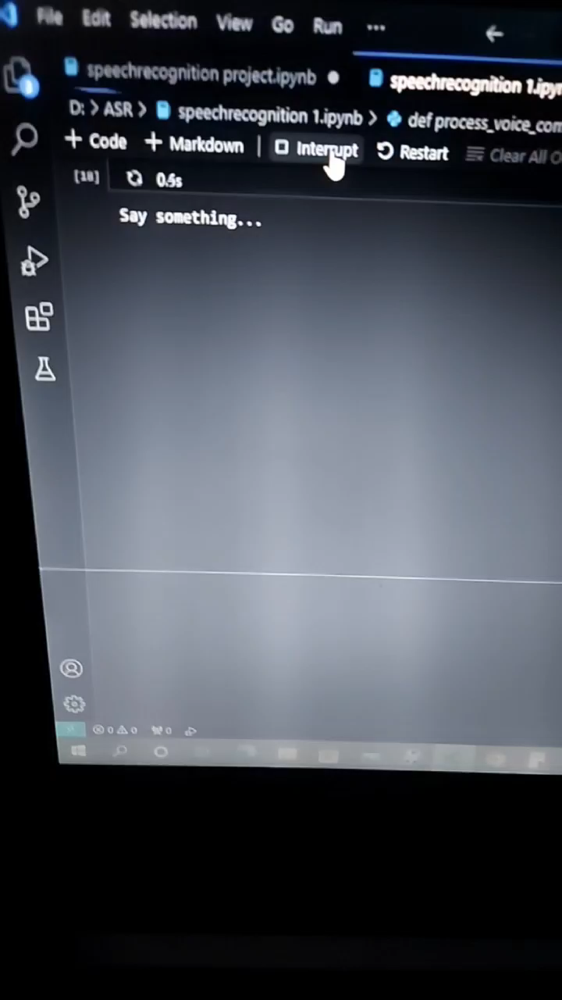 File Edit Selection View Go Run ...
speechrecognition project.ipynb speechrecognition 1.ipy
D: > ASR > speechrecognition 1.ipynb > def process_voice_com
+ Code + Markdown | Interrupt Restart Clear All O
[18] 0.5s
Say something...
0 0 0